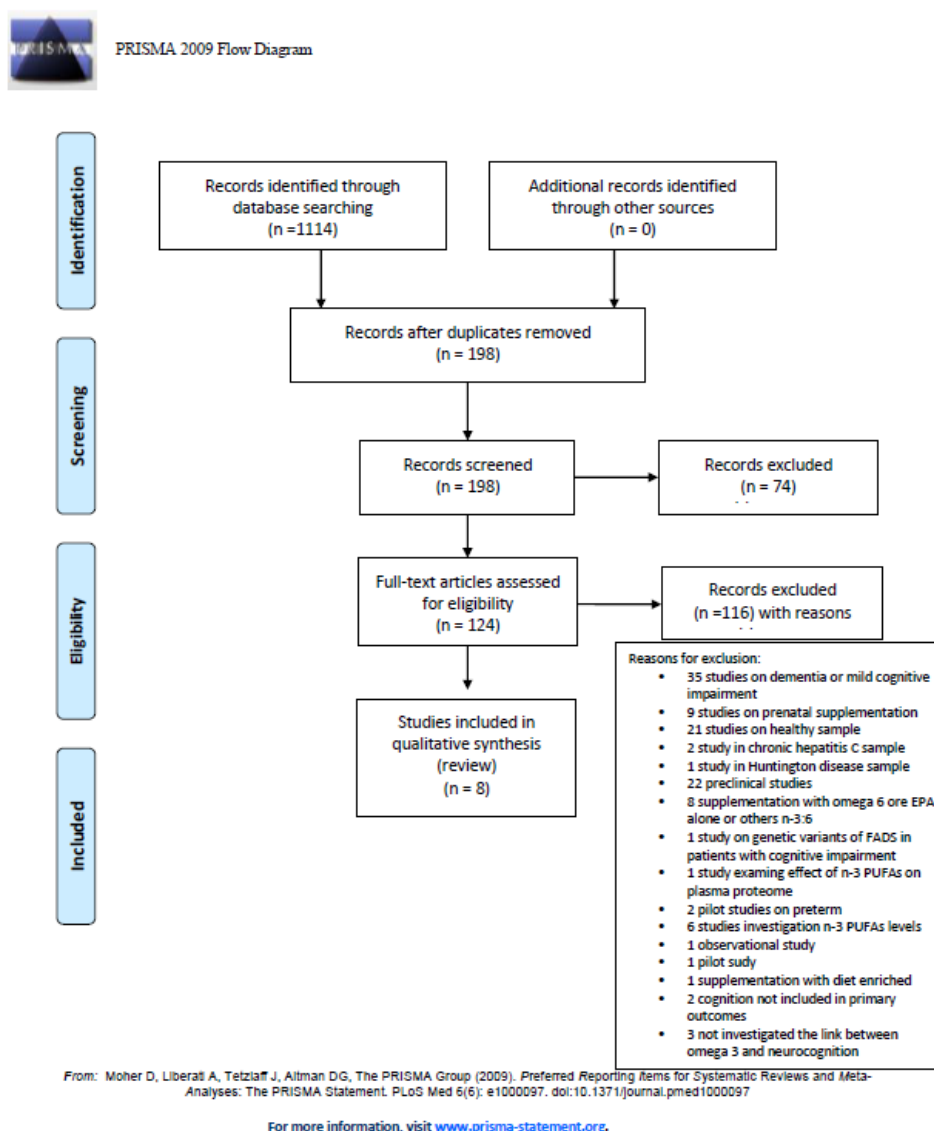 PRISMA
PRISMA 2009 Flow Diagram
Identification
Records identified through
database searching
(n =1114)
Additional records identified
through other sources
(n = 0)
Records after duplicates removed
(n = 198)
Screening
Records screened
(n = 198)
Records excluded
(n = 74)
Eligibility
Full-text articles assessed
for eligibility
(n = 124)
Records excluded
(n =116) with reasons
Reasons for exclusion:
• 35 studies on dementia or mild cognitive
impairment
• 9 studies on prenatal supplementation
• 21 studies on healthy sample
• 2 study in chronic hepatitis C sample
• 1 study in Huntington disease sample
• 22 preclinical studies
• 8 supplementation with omega 6 ore EPA
alone or others n-3:6
• 1 study on genetic variants of FADS in
patients with cognitive impairment
• 1 study examing effect of n-3 PUFAs on
plasma proteome
• 2 pilot studies on preterm
• 6 studies investigation n-3 PUFAs levels
• 1 observational study
• 1 pilot sudy
• 1 supplementation with diet enriched
• 2 cognition not included in primary
outcomes
• 3 not investigated the link between
omega 3 and neurocognition
Included
Studies included in
qualitative synthesis
(review)
(n = 8)
From: Moher D, Liberati A, Tetzlaff J, Altman DG, The PRISMA Group (2009). Preferred Reporting Items for Systematic Reviews and Meta-
Analyses: The PRISMA Statement. PLoS Med 6(6): e1000097. doi:10.1371/journal.pmed1000097
For more information, visit www.prisma-statement.org.